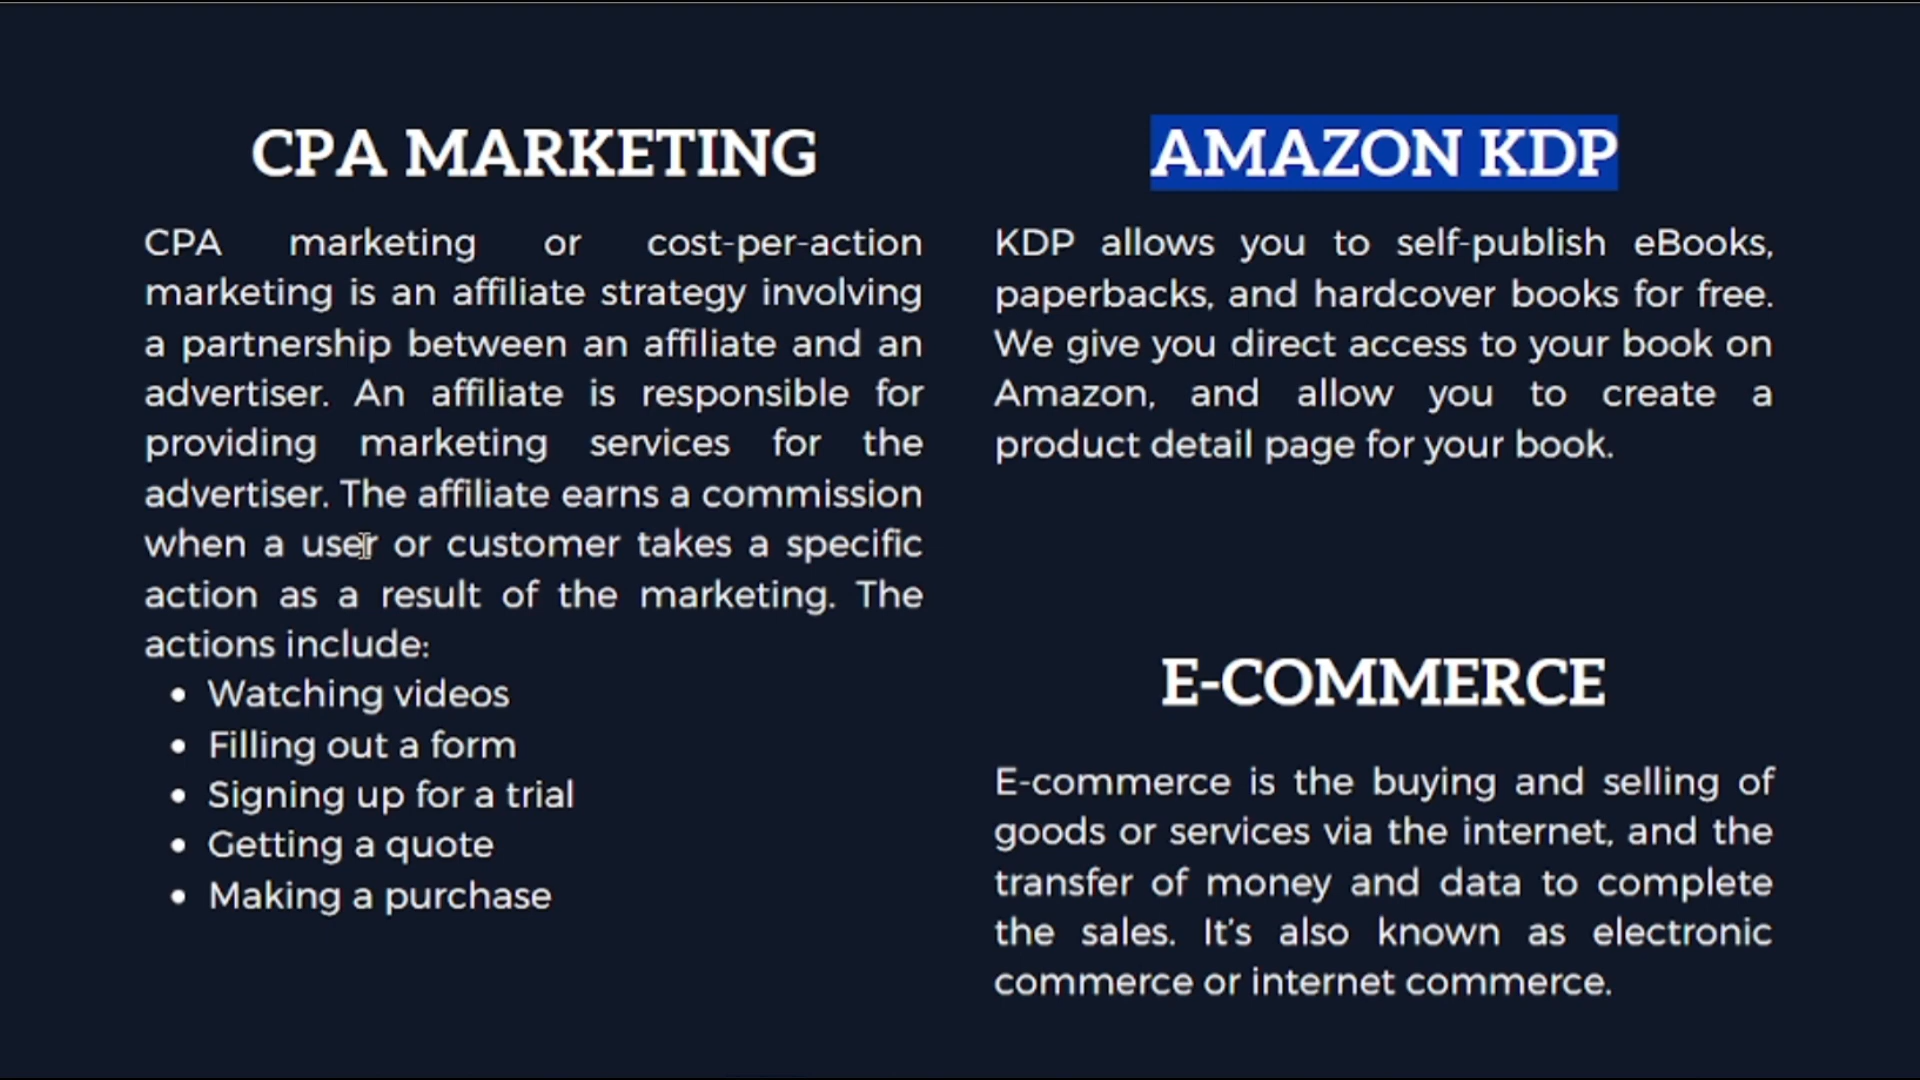 CPA MARKETING
CPA marketing or cost-per-action
marketing is an affiliate strategy involving
a partnership between an affiliate and an
advertiser. An affiliate is responsible for
providing marketing services for the
advertiser. The affiliate earns a commission
when a user or customer takes a specific
action as a result of the marketing. The
actions include:
• Watching videos
• Filling out a form
• Signing up for a trial
• Getting a quote
• Making a purchase
AMAZON KDP
KDP allows you to self-publish eBooks,
paperbacks, and hardcover books for free.
We give you direct access to your book on
Amazon, and allow you to create a
product detail page for your book.
E-COMMERCE
E-commerce is the buying and selling of
goods or services via the internet, and the
transfer of money and data to complete
the sales. It’s also known as electronic
commerce or internet commerce.